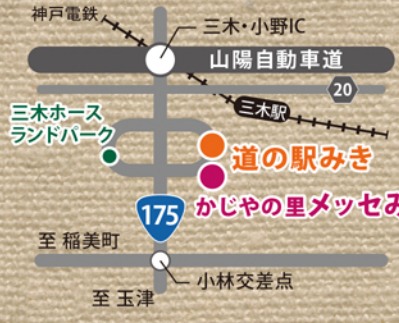 神戸電鉄
三木・小野IC
山陽自動車道
20
三木駅
三木ホース
ランドパーク
道の駅みき
かじやの里メッセみ
175
至 稲美町
小林交差点
至 玉津